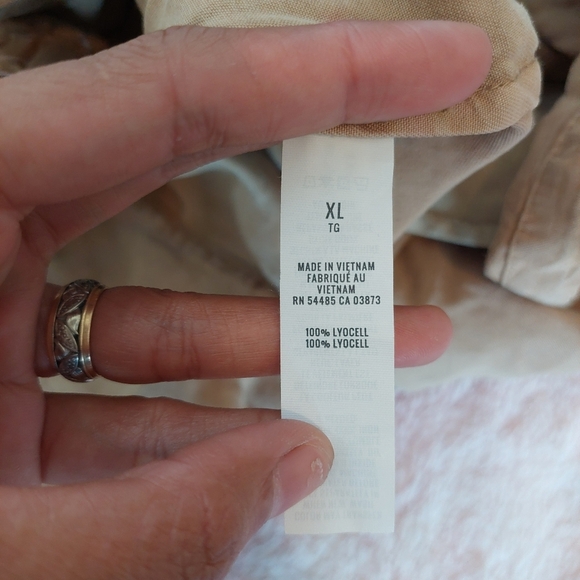 XL
TG
MADE IN VIETNAM
FABRIQUÉ AU
VIETNAM
RN 54485 CA 03873
100% LYOCELL
100% LYOCELL